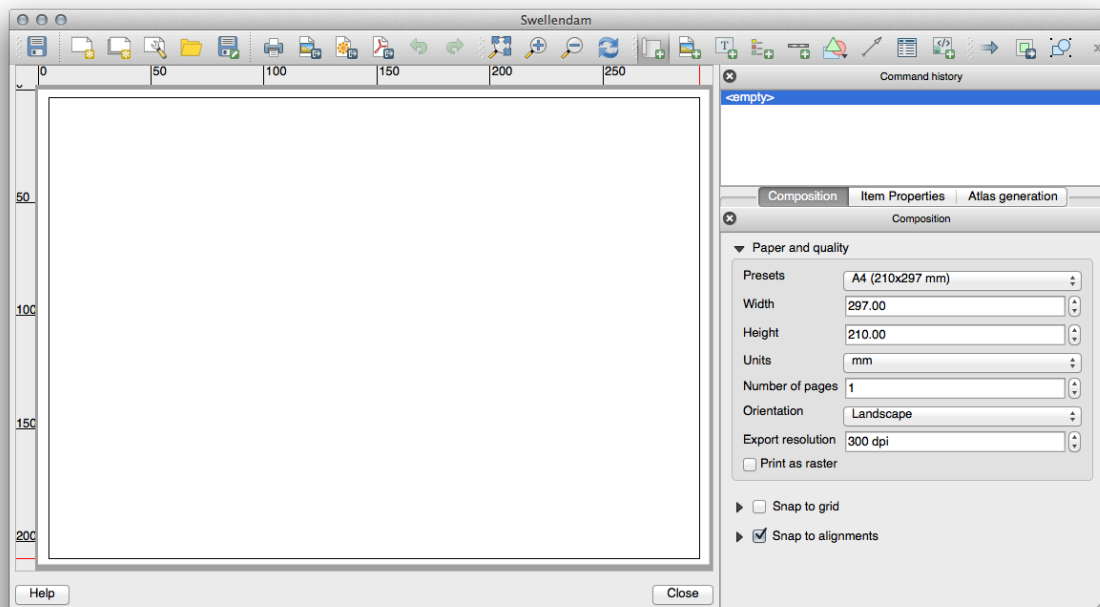 Swellendam
0 50 100 150 200 250
Command history
<empty>
50
100
150
200
Composition Item Properties Atlas generation
Composition
Paper and quality
Presets A4 (210x297 mm)
Width 297.00
Height 210.00
Units mm
Number of pages 1
Orientation Landscape
Export resolution 300 dpi
Print as raster
Snap to grid
Snap to alignments
Help Close